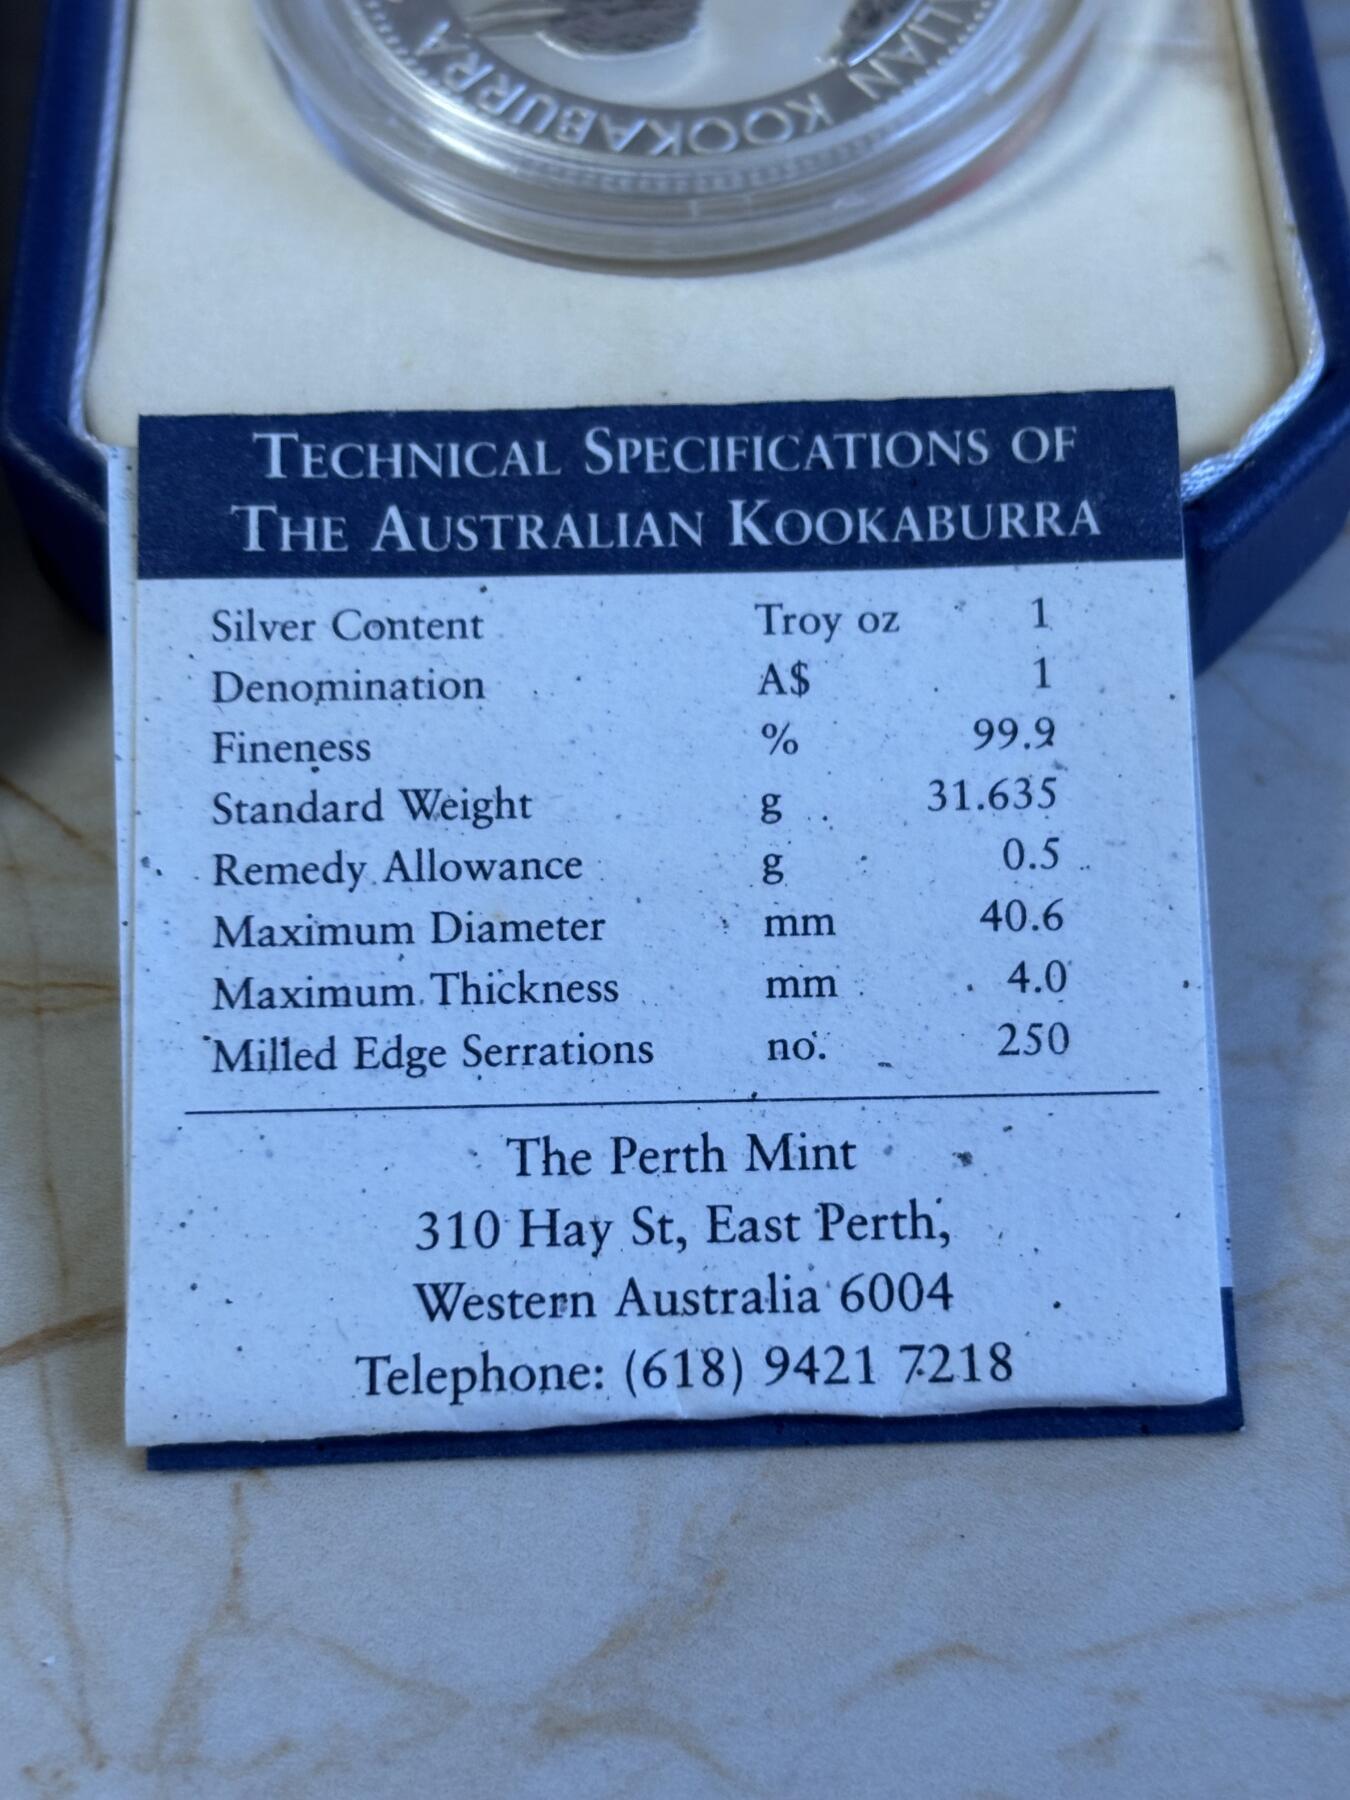 ALIAN KOOKABURRA
TECHNICAL SPECIFICATIONS OF
THE AUSTRALIAN KOOKABURRA
Silver Content Troy oz 1
Denomination A$ 1
Fineness % 99.9
Standard Weight g 31.635
Remedy Allowance g 0.5
Maximum Diameter mm 40.6
Maximum Thickness mm 4.0
Milled Edge Serrations no. 250
The Perth Mint
310 Hay St, East Perth,
Western Australia 6004
Telephone: (618) 9421 7218